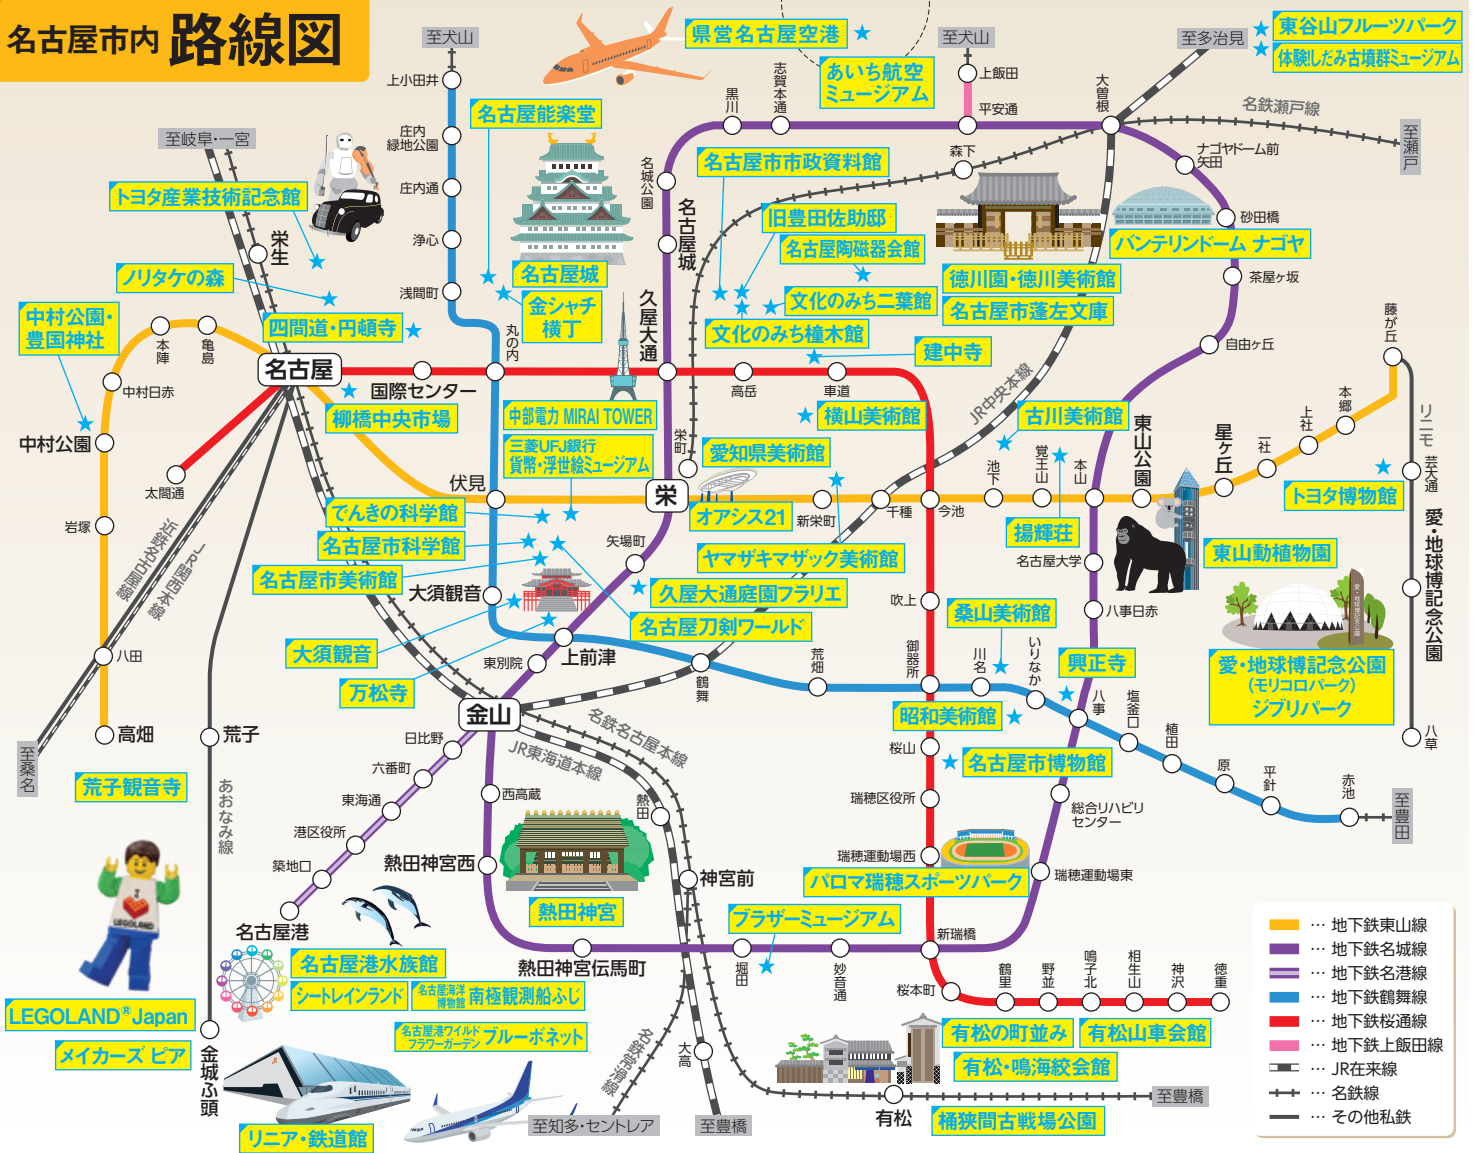 名古屋市内 路線図
至犬山
上小田井
庄内
緑地公園
庄内通
浄心
浅間町
丸の内
県営名古屋空港
あいち航空
ミュージアム
至犬山
上飯田
平安通
志賀本通
黒川
大曽根
至多治見
東谷山フルーツパーク
体験!しだみ古墳群ミュージアム
名鉄瀬戸線
至瀬戸
ナゴヤドーム前
矢田
砂田橋
バンテリンドーム ナゴヤ
茶屋ヶ坂
自由ヶ丘
森下
名城公園
名古屋城
名古屋能楽堂
名古屋城
金シャチ
横丁
名古屋市市政資料館
旧豊田佐助邸
名古屋陶磁器会館
文化のみち二葉館
文化のみち橦木館
建中寺
徳川園・徳川美術館
名古屋市蓬左文庫
至岐阜・一宮
トヨタ産業技術記念館
栄生
ノリタケの森
四間道・円頓寺
中村公園・
豊国神社
本陣
亀島
中村日赤
中村公園
名古屋
国際センター
柳橋中央市場
太閤通
岩塚
八田
高畑
至桑名
近鉄名古屋線
JR関西本線
荒子
荒子観音寺
あおなみ線
久屋大通
高岳
車道
中部電力 MIRAI TOWER
三菱UFJ銀行
貨幣・浮世絵ミュージアム
栄町
愛知県美術館
横山美術館
JR中央本線
古川美術館
伏見
栄
オアシス21
新栄町
千種
今池
池下
覚王山
本山
東山公園
星ヶ丘
一社
上社
本郷
藤が丘
リニモ
芸大通
トヨタ博物館
愛・地球博記念公園
八草
揚輝荘
名古屋大学
八事日赤
東山動植物園
愛・地球博記念公園
(モリコロパーク)
ジブリパーク
でんきの科学館
名古屋市科学館
名古屋市美術館
大須観音
大須観音
万松寺
矢場町
ヤマザキマザック美術館
久屋大通庭園フラリエ
名古屋刀剣ワールド
上前津
東別院
鶴舞
荒畑
吹上
御器所
川名
いりなか
桑山美術館
興正寺
八事
塩釜口
植田
原
平針
赤池
至豊田
昭和美術館
桜山
名古屋市博物館
瑞穂区役所
総合リハビリ
センター
瑞穂運動場西
瑞穂運動場東
パロマ瑞穂スポーツパーク
金山
日比野
六番町
東海通
港区役所
築地口
名古屋港
西高蔵
熱田神宮西
熱田神宮
名鉄名古屋本線
JR東海道本線
熱田
神宮前
熱田神宮伝馬町
堀田
妙音通
新瑞橋
ブラザーミュージアム
桜本町
鶴里
野並
鳴子北
相生山
神沢
徳重
有松の町並み
有松山車会館
有松・鳴海絞会館
有松
桶狭間古戦場公園
至豊橋
大高
至豊橋
名鉄常滑線
至知多・セントレア
名古屋港水族館
シートレインランド
名古屋海洋
博物館
南極観測船ふじ
名古屋港ワイルド
フラワーガーデン
ブルーボネット
I
LEGOLAND
LEGOLAND®Japan
メイカーズ ピア
金城ふ頭
リニア・鉄道館
… 地下鉄東山線
… 地下鉄名城線
… 地下鉄名港線
… 地下鉄鶴舞線
… 地下鉄桜通線
… 地下鉄上飯田線
… JR在来線
… 名鉄線
… その他私鉄